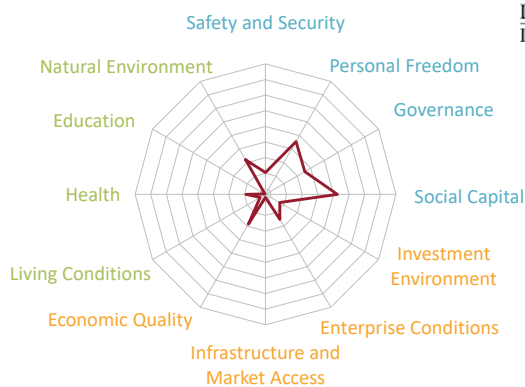 Safety and Security
Natural Environment
Personal Freedom
Education
Governance
Health
Social Capital
Living Conditions
Investment
Environment
Economic Quality
Enterprise Conditions
Infrastructure and
Market Access